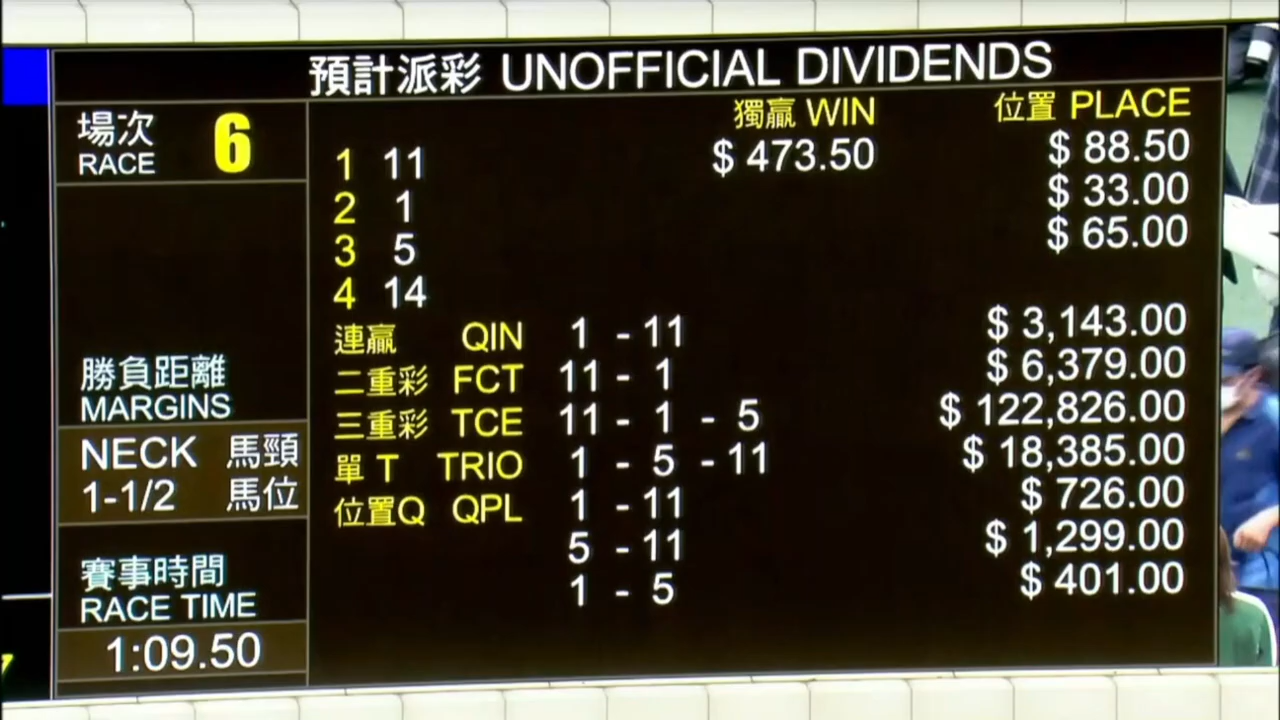 預計派彩 UNOFFICIAL DIVIDENDS
場次
RACE 6
獨贏 WIN 位置 PLACE
1 11 $ 473.50 $ 88.50
2 1 $ 33.00
3 5 $ 65.00
4 14
連贏 QIN 1 - 11 $ 3,143.00
二重彩 FCT 11 - 1 $ 6,379.00
三重彩 TCE 11 - 1 - 5 $ 122,826.00
單T TRIO 1 - 5 - 11 $ 18,385.00
位置Q QPL 1 - 11 $ 726.00
5 - 11 $ 1,299.00
1 - 5 $ 401.00
勝負距離
MARGINS
NECK 馬頸
1-1/2 馬位
賽事時間
RACE TIME
1:09.50